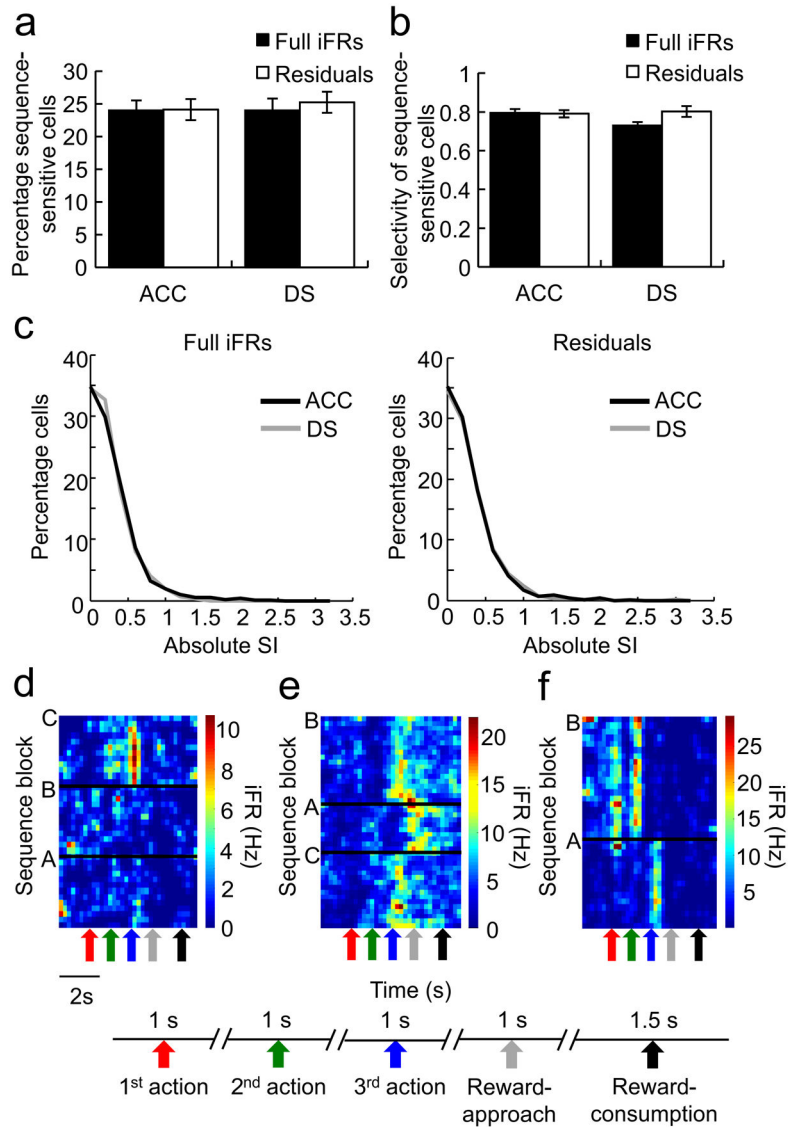 a
Full iFRs
Residuals
Percentage sequence-
sensitive cells
30
25
20
15
10
5
0
ACC
DS
b
Full iFRs
Residuals
Selectivity of sequence-
sensitive cells
1
0.8
0.6
0.4
0.2
0
ACC
DS
c
Full iFRs
Percentage cells
40
30
20
10
0
0 0.5 1 1.5 2 2.5 3 3.5
Absolute SI
ACC
DS
Residuals
Percentage cells
40
30
20
10
0
0 0.5 1 1.5 2 2.5 3 3.5
Absolute SI
ACC
DS
d
Sequence block
C
B
A
10
8
6
4
2
0
iFR (Hz)
e
Sequence block
B
A
C
20
15
10
5
0
iFR (Hz)
f
Sequence block
B
A
25
20
15
10
5
0
iFR (Hz)
2s
Time (s)
1 s
1 s
1 s
1 s
1.5 s
1st action
2nd action
3rd action
Reward-
approach
Reward-
consumption